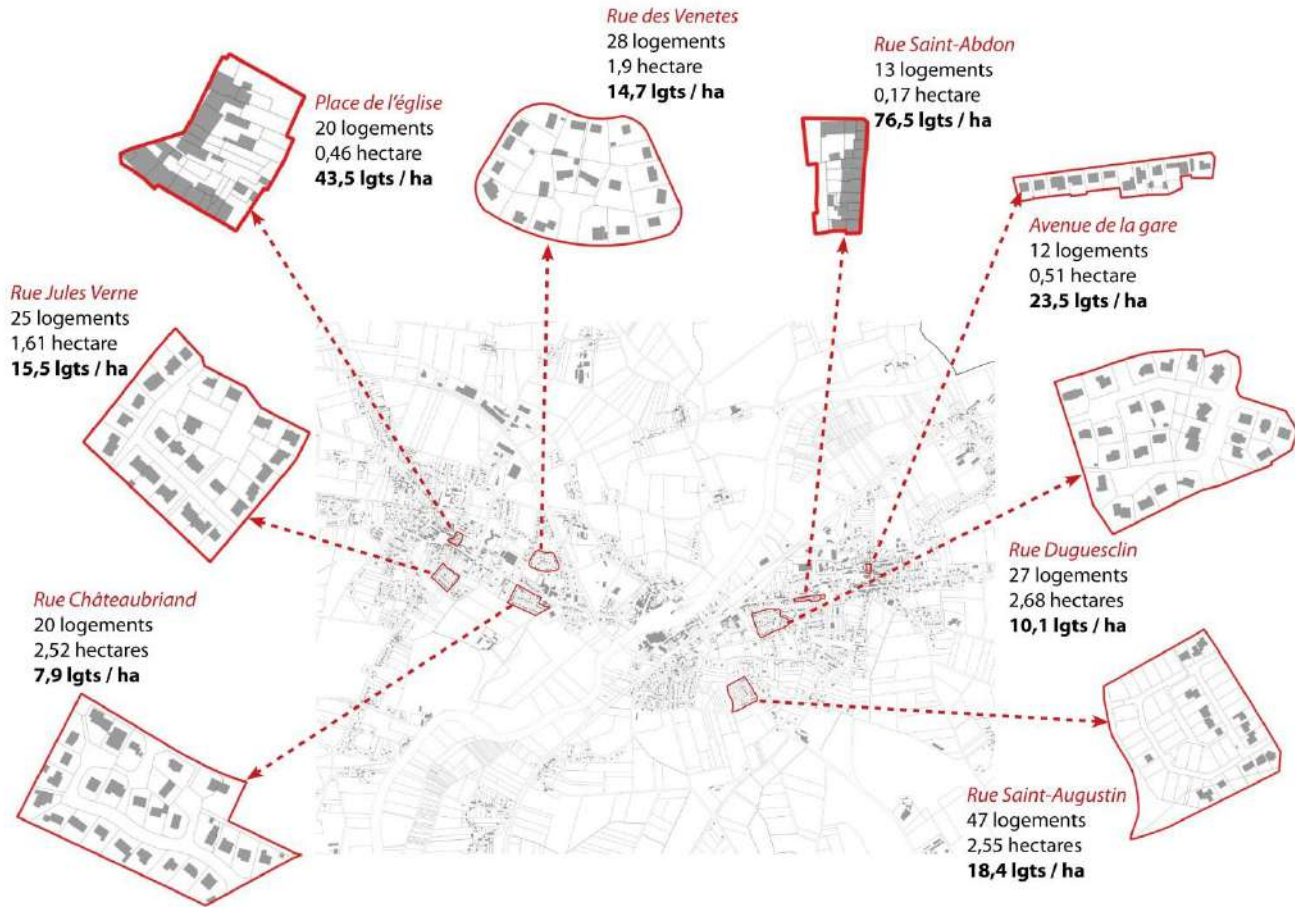 Rue des Venetes
28 logements
1,9 hectare
14,7 lgts / ha
Rue Saint-Abdon
13 logements
0,17 hectare
76,5 lgts / ha
Place de l'église
20 logements
0,46 hectare
43,5 lgts / ha
Avenue de la gare
12 logements
0,51 hectare
23,5 lgts / ha
Rue Jules Verne
25 logements
1,61 hectare
15,5 lgts / ha
Rue Duguesclin
27 logements
2,68 hectares
10,1 lgts / ha
Rue Châteaubriand
20 logements
2,52 hectares
7,9 lgts / ha
Rue Saint-Augustin
47 logements
2,55 hectares
18,4 lgts / ha